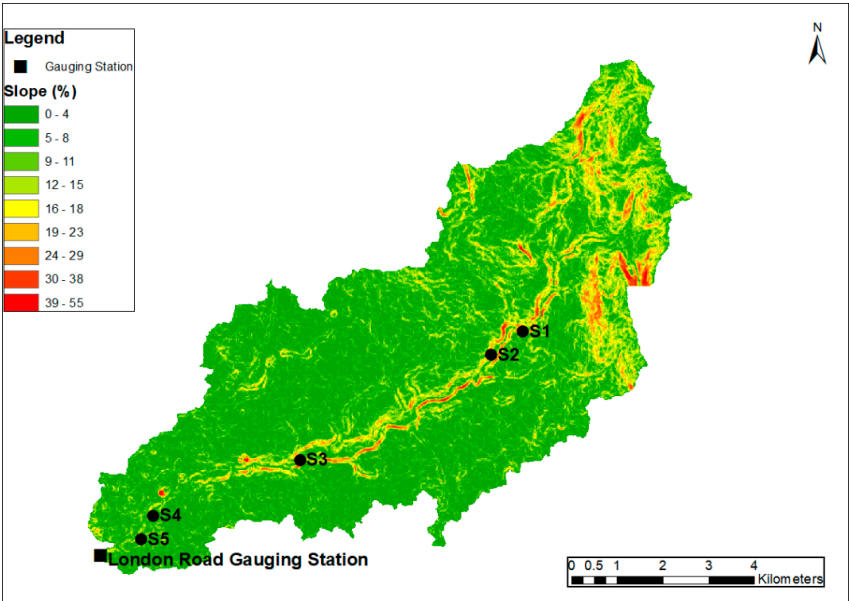 Legend
Gauging Station
Slope (%)
0 - 4
5 - 8
9 - 11
12 - 15
16 - 18
19 - 23
24 - 29
30 - 38
39 - 55
N
S1
S2
S3
S4
S5
London Road Gauging Station
0 0.5 1 2 3 4
Kilometers